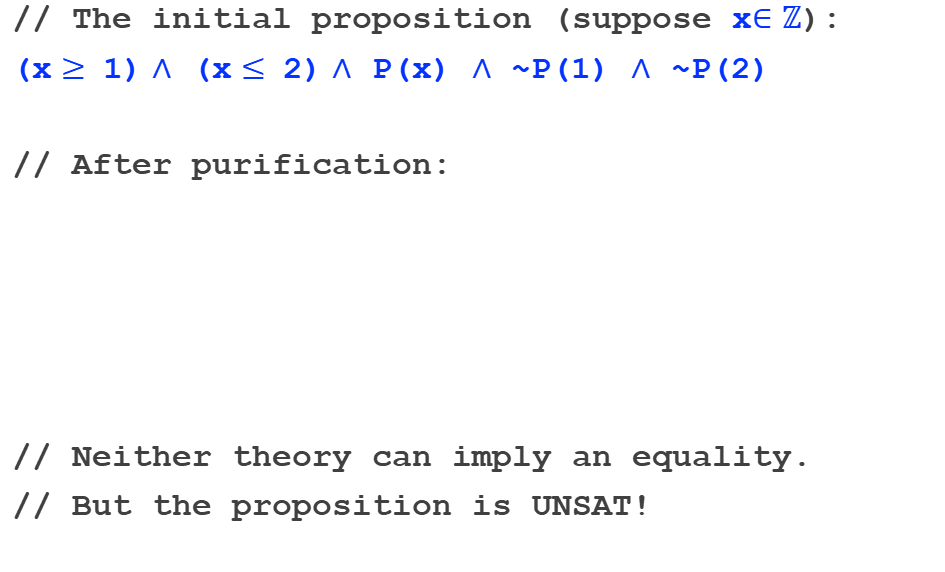 // The initial proposition (suppose x∈ ℤ):
(x ≥ 1) ∧ (x ≤ 2) ∧ P(x) ∧ ~P(1) ∧ ~P(2)
// After purification:
// Neither theory can imply an equality.
// But the proposition is UNSAT!